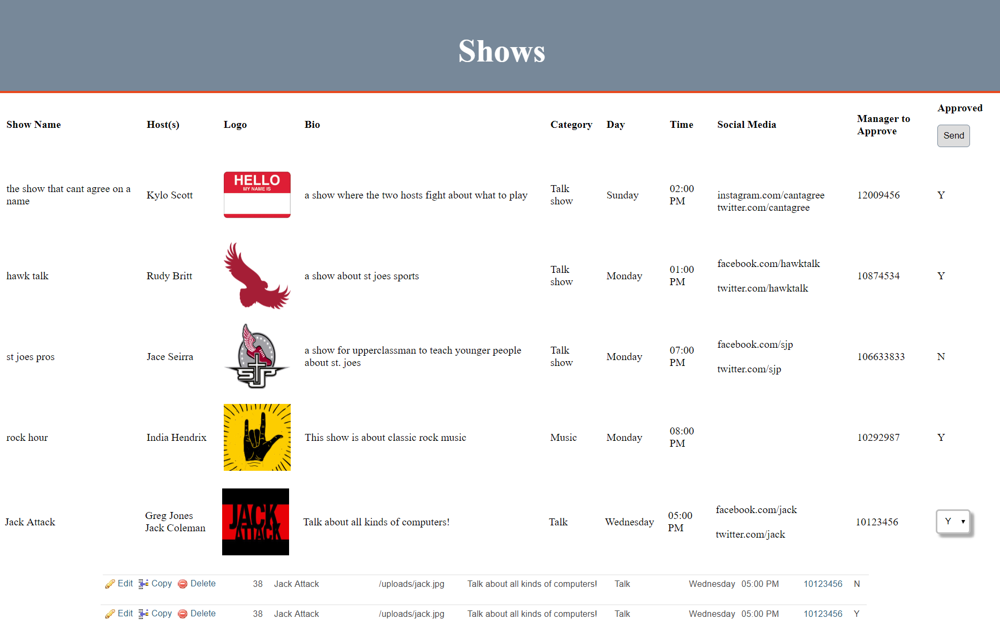 Shows
Show Name Host(s) Logo Bio Category Day Time Social Media Manager to Approve Approved
Send
the show that cant agree on a
name
Kylo Scott
HELLO
MY NAME IS
a show where the two hosts fight about what to play
Talk
show
Sunday
02:00
PM
instagram.com/cantagree
twitter.com/cantagree
12009456
Y
hawk talk
Rudy Britt
a show about st joes sports
Talk
show
Monday
01:00
PM
facebook.com/hawktalk
twitter.com/hawktalk
10874534
Y
st joes pros
Jace Seirra
SJP
a show for upperclassman to teach younger people
about st. joes
Talk
show
Monday
07:00
PM
facebook.com/sjp
twitter.com/sjp
106633833
N
rock hour
India Hendrix
This show is about classic rock music
Music
Monday
08:00
PM
10292987
Y
Jack Attack
Greg Jones
Jack Coleman
JACK
ATTACK
Talk about all kinds of computers!
Talk
Wednesday
05:00
PM
facebook.com/jack
twitter.com/jack
10123456
Y
Edit Copy Delete 38 Jack Attack /uploads/jack.jpg Talk about all kinds of computers! Talk Wednesday 05:00 PM 10123456 N
Edit Copy Delete 38 Jack Attack /uploads/jack.jpg Talk about all kinds of computers! Talk Wednesday 05:00 PM 10123456 Y